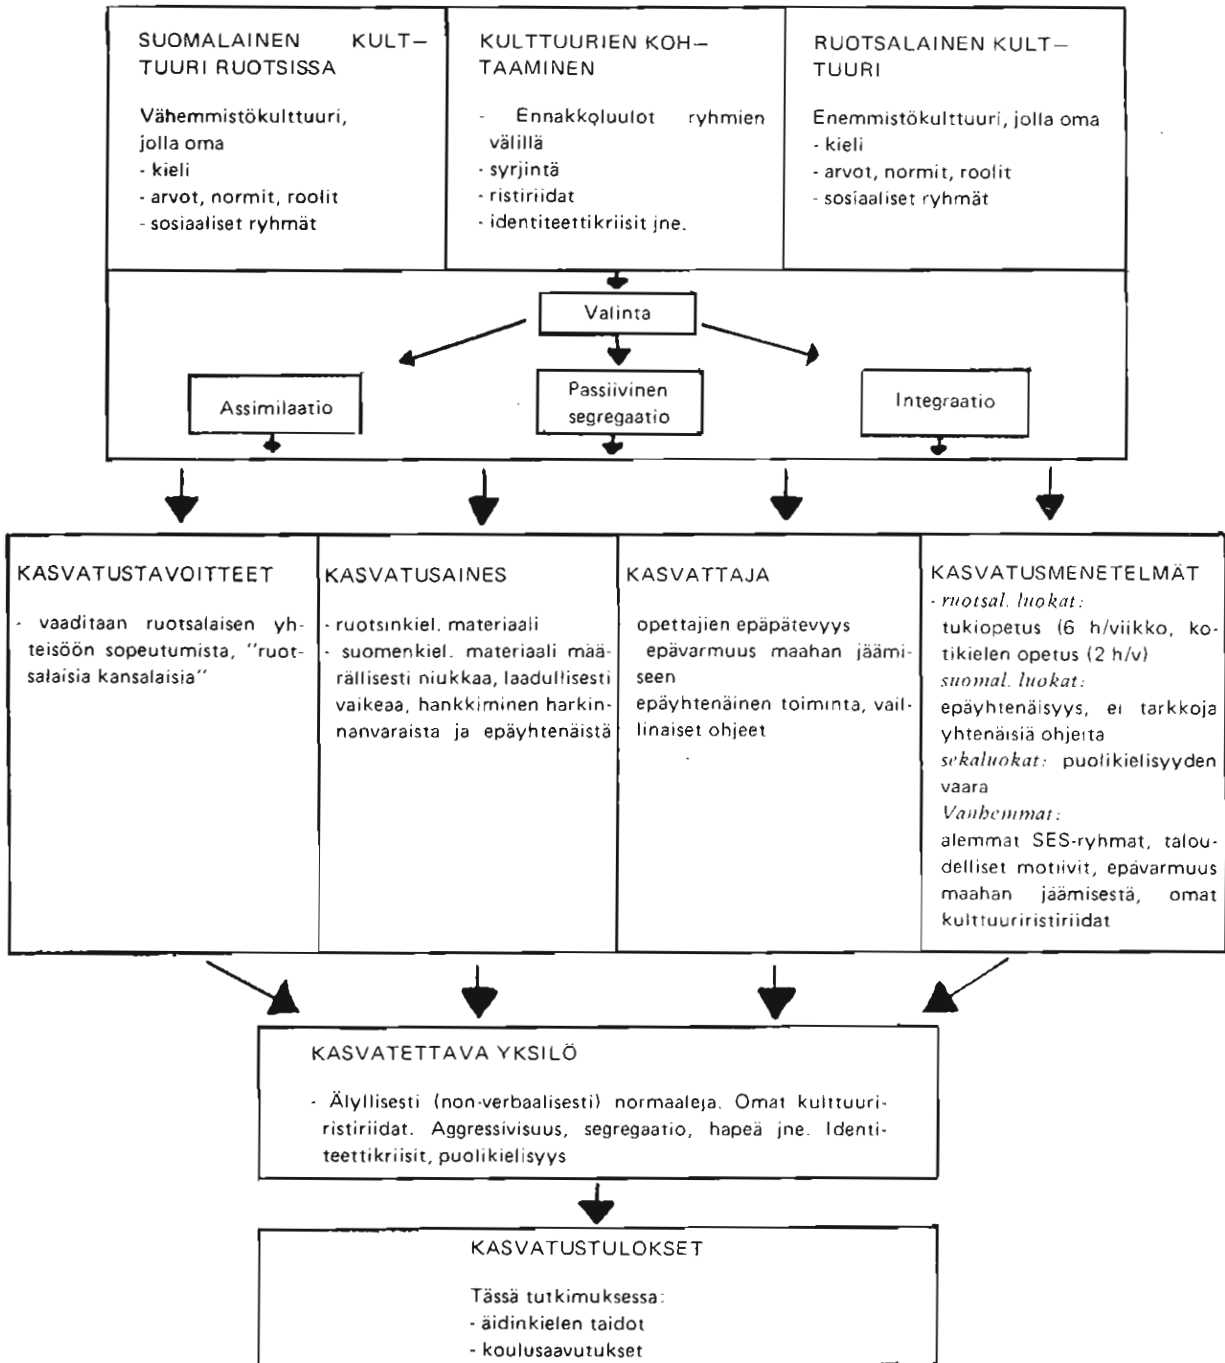 SUOMALAINEN KULT-
TUURI RUOTSISSA
Vähemmistökulttuuri,
jolla oma
- kieli
- arvot, normit, roolit
- sosiaaliset ryhmät
KULTTUURIEN KOH-
TAAMINEN
- Ennakkoluulot ryhmien
välillä
- syrjintä
- ristiriidat
- identiteettikriisit jne.
RUOTSALAINEN KULT-
TUURI
Enemmistökulttuuri, jolla oma
- kieli
- arvot, normit, roolit
- sosiaaliset ryhmät
Valinta
Assimilaatio
Passiivinen
segregaatio
Integraatio
KASVATUSTAVOITTEET
- vaaditaan ruotsalaisen yh-
teisöön sopeutumista, "ruot-
salaisia kansalaisia"
KASVATUSAINES
- ruotsinkiel. materiaali
- suomenkiel. materiaali mää-
rällisesti niukkaa, laadullisesti
vaikeaa, hankkiminen harkin-
nanvaraista ja epäyhtenäistä
KASVATTAJA
opettajien epäpätevyys
epävarmuus maahan jäämi-
seen
epäyhtenäinen toiminta, vail-
linaiset ohjeet
KASVATUSMENETELMÄT
- ruotsal. luokat:
tukiopetus (6 h/viikko, ko-
tikielen opetus (2 h/v)
suomal. luokat:
epäyhtenäisyys, ei tarkkoja
yhtenäisiä ohjeita
sekaluokat: puolikielisyyden
vaara
Vanhemmat:
alemmat SES-ryhmat, talou-
delliset motiivit, epävarmuus
maahan jäämisestä, omat
kulttuuriristiriidat
KASVATETTAVA YKSILÖ
- Älyllisesti (non-verbaalisesti) normaaleja. Omat kulttuuri-
ristiriidat. Aggressivisuus, segregaatio, hapeä jne. Identi-
teettikriisit, puolikielisyys
KASVATUSTULOKSET
Tässä tutkimuksessa:
- äidinkielen taidot
- koulusaavutukset